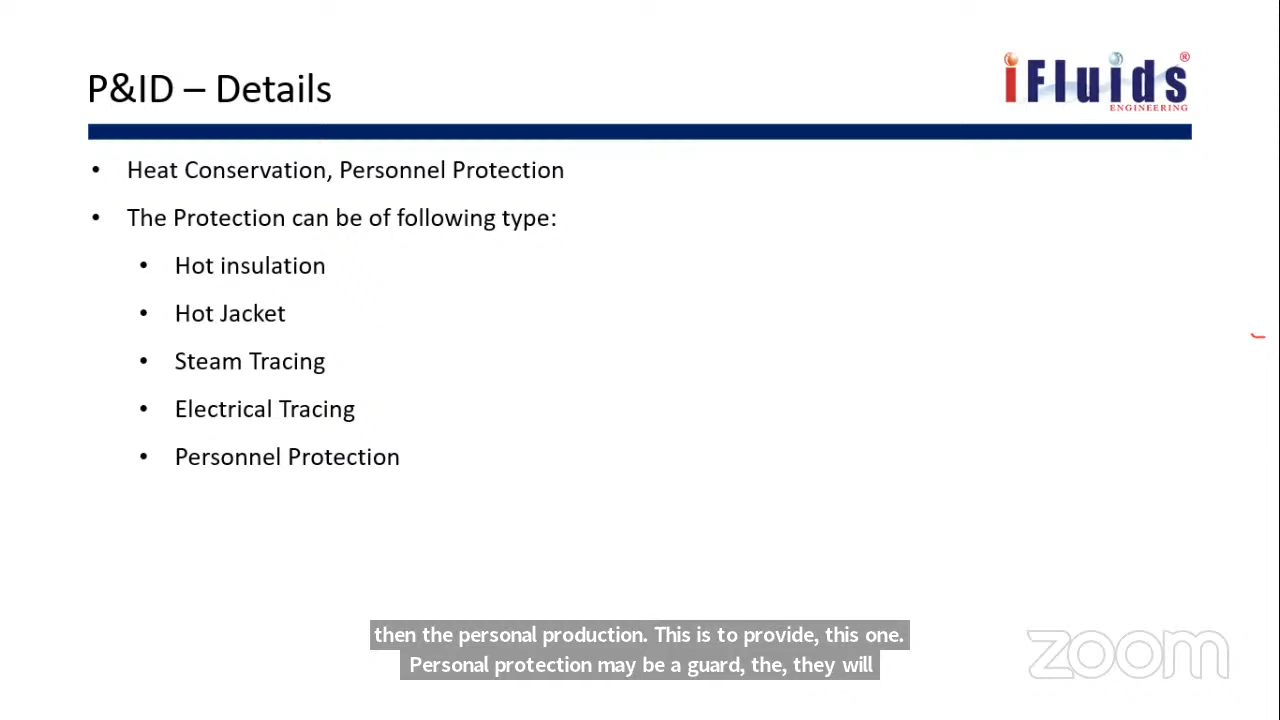 P&ID – Details
iFluids®
ENGINEERING
• Heat Conservation, Personnel Protection
• The Protection can be of following type:
• Hot insulation
• Hot Jacket
• Steam Tracing
• Electrical Tracing
• Personnel Protection
then the personal production. This is to provide, this one.
Personal protection may be a guard, the, they will
zoom